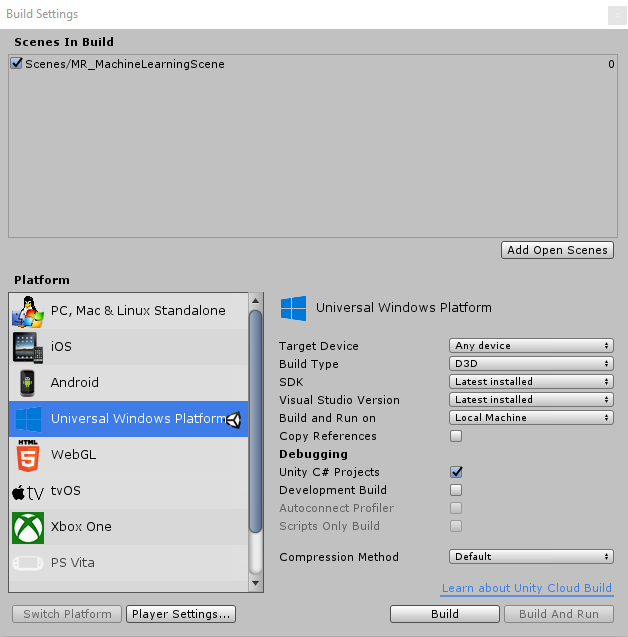 Build Settings
x
Scenes In Build
Scenes/MR_MachineLearningScene 0
Add Open Scenes
Platform
PC, Mac & Linux Standalone
iOS
Android
Universal Windows Platform
HTML
5
WebGL
tv
tvOS
Xbox One
PS Vita
Universal Windows Platform
Target Device Any device
Build Type D3D
SDK Latest installed
Visual Studio Version Latest installed
Build and Run on Local Machine
Copy References
Debugging
Unity C# Projects
Development Build
Autoconnect Profiler
Scripts Only Build
Compression Method Default
Learn about Unity Cloud Build
Switch Platform Player Settings... Build Build And Run